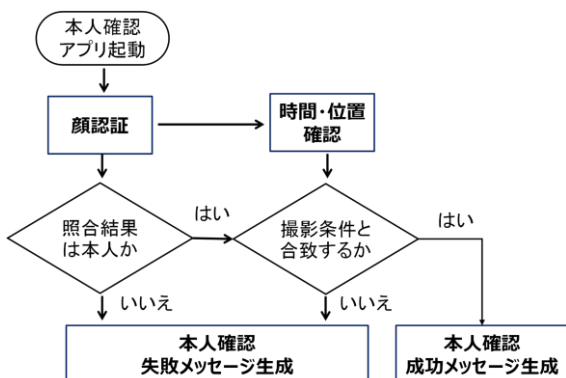 本人確認
アプリ起動
顔認証
時間・位置
確認
照合結果
は本人か
はい
撮影条件と
合致するか
はい
いいえ
いいえ
本人確認
失敗メッセージ生成
本人確認
成功メッセージ生成